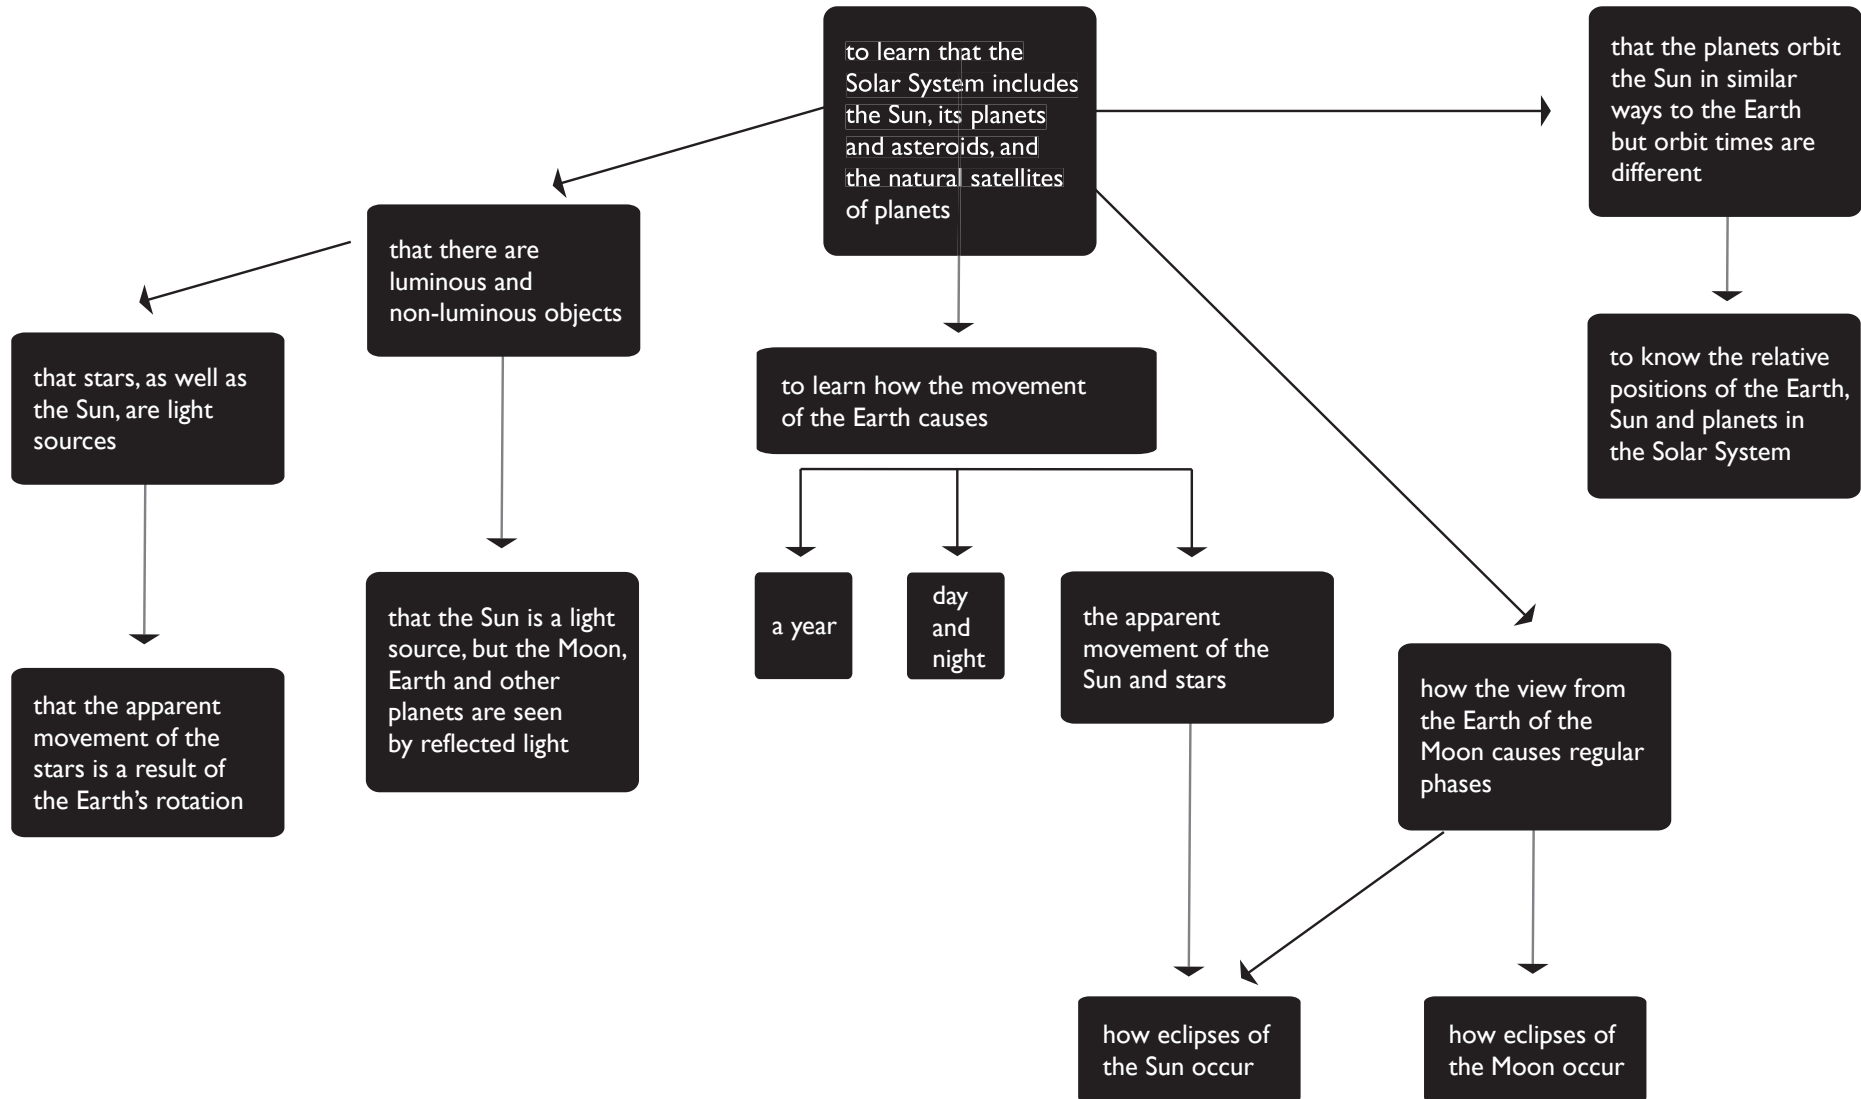 to learn that the
Solar System includes
the Sun, its planets
and asteroids, and
the natural satellites
of planets
that the planets orbit
the Sun in similar
ways to the Earth
but orbit times are
different
that there are
luminous and
non-luminous objects
that stars, as well as
the Sun, are light
sources
to learn how the movement
of the Earth causes
to know the relative
positions of the Earth,
Sun and planets in
the Solar System
that the apparent
movement of the
stars is a result of
the Earth’s rotation
that the Sun is a light
source, but the Moon,
Earth and other
planets are seen
by reflected light
a year
day
and
night
the apparent
movement of the
Sun and stars
how the view from
the Earth of the
Moon causes regular
phases
how eclipses of
the Sun occur
how eclipses of
the Moon occur